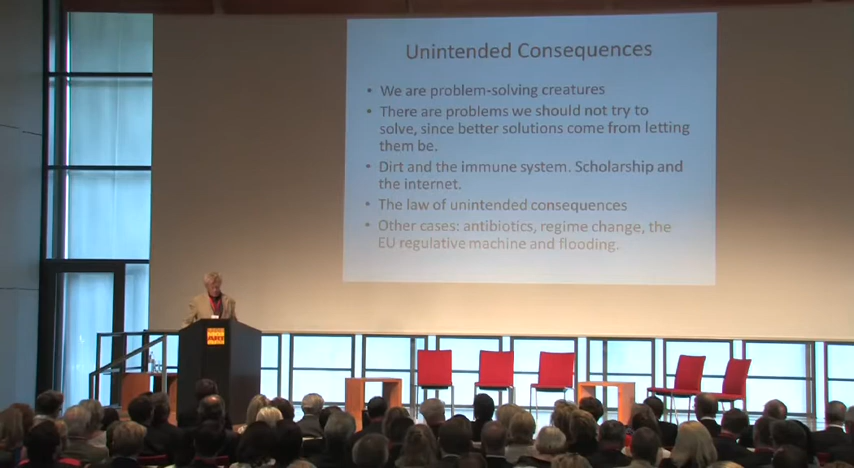 Unintended Consequences
• We are problem-solving creatures
• There are problems we should not try to
solve, since better solutions come from letting
them be.
• Dirt and the immune system. Scholarship and
the internet.
• The law of unintended consequences
• Other cases: antibiotics, regime change, the
EU regulative machine and flooding.